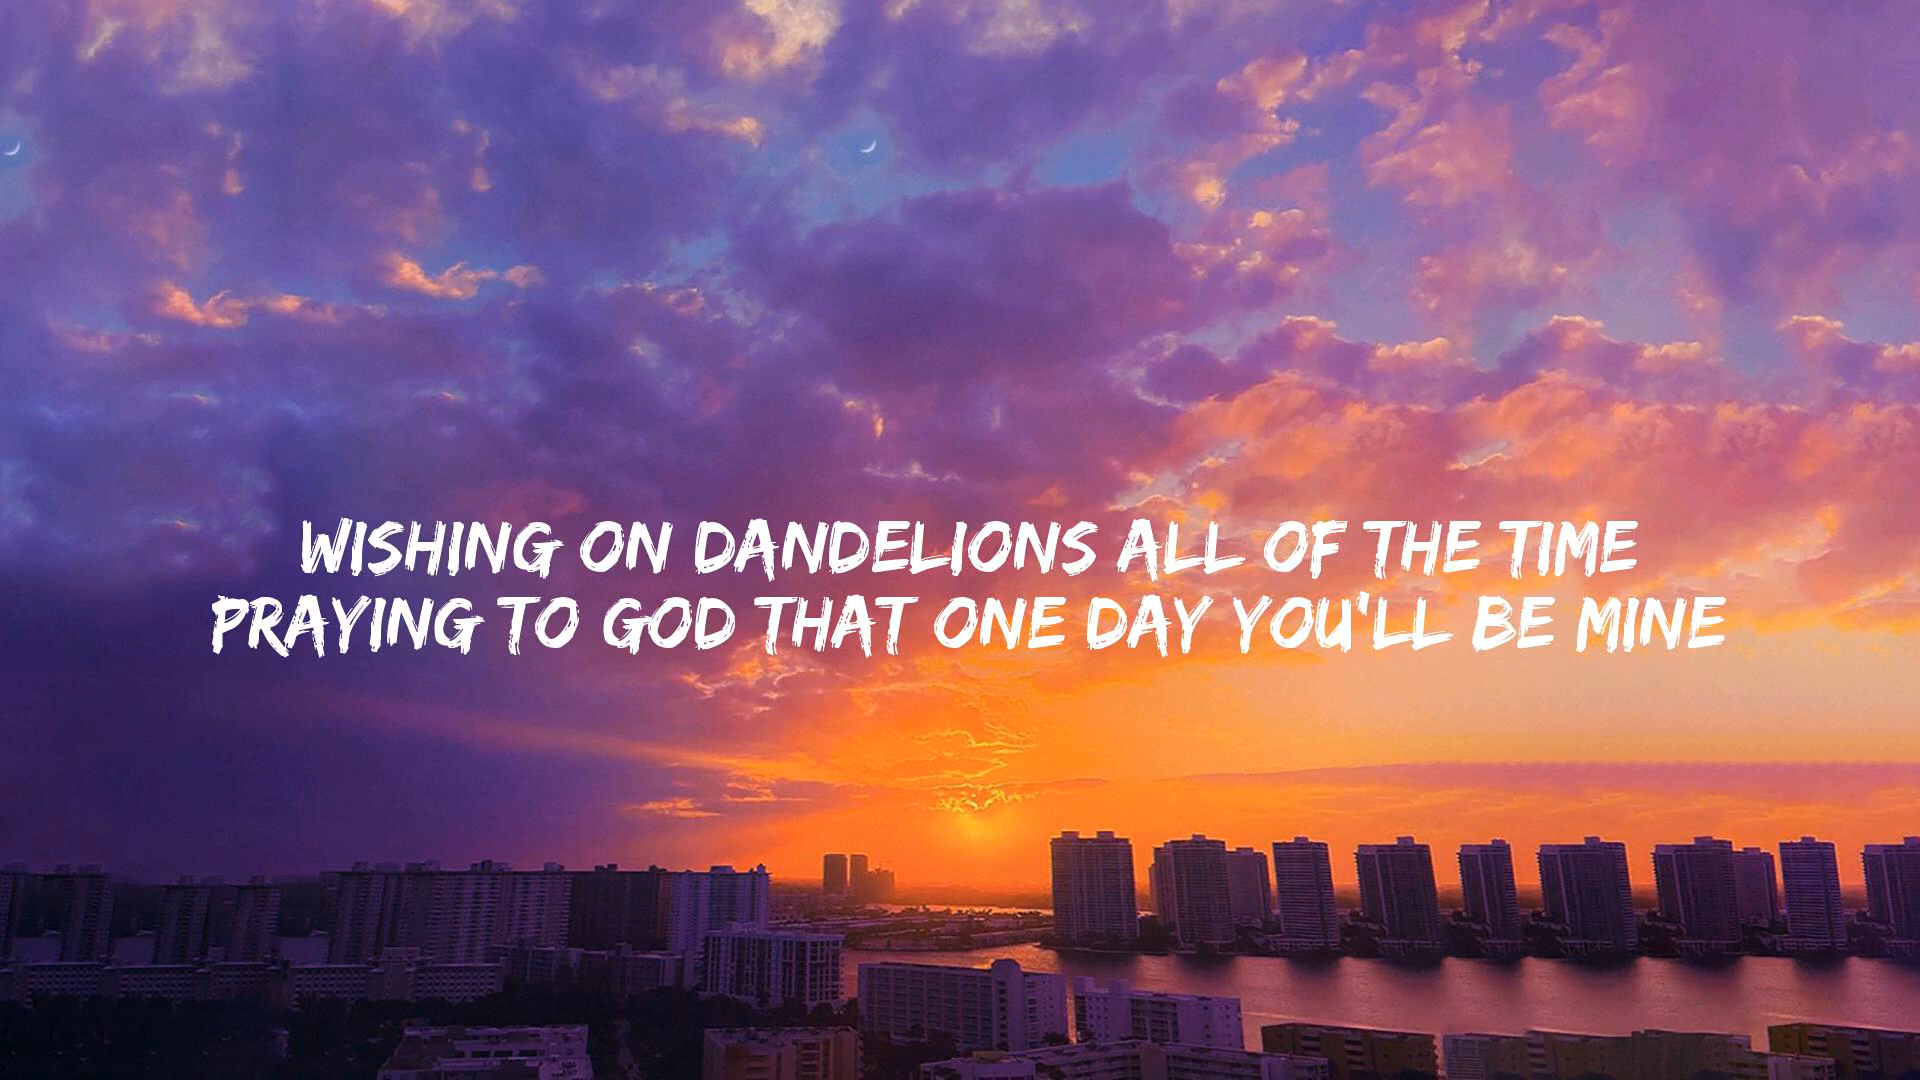 WISHING ON DANDELIONS ALL OF THE TIME
PRAYING TO GOD THAT ONE DAY YOU'LL BE MINE